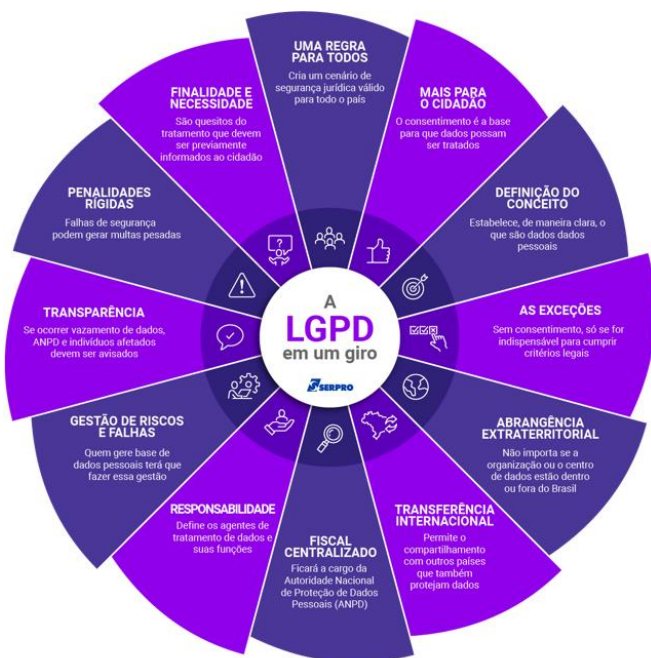 UMA REGRA
PARA TODOS
Cria um cenário de
segurança jurídica válido
para todo o país
MAIS PARA
O CIDADÃO
O consentimento é a base
para que dados possam
ser tratados
DEFINIÇÃO DO
CONCEITO
Estabelece, de maneira clara, o
que são dados dados
pessoais
AS EXCEÇÕES
Sem consentimento, só se for
indispensável para cumprir
critérios legais
ABRANGÊNCIA
EXTRATERRITORIAL
Não importa se a
organização ou o centro
de dados estão dentro
ou fora do Brasil
TRANSFERÊNCIA
INTERNACIONAL
Permite o
compartilhamento
com outros países
que também
protejam dados
FISCAL
CENTRALIZADO
Ficará a cargo da
Autoridade Nacional
de Proteção de Dados
Pessoais (ANPD)
RESPONSABILIDADE
Define os agentes de
tratamento de dados e
suas funções
GESTÃO DE RISCOS
E FALHAS
Quem gere base de
dados pessoais terá que
fazer essa gestão
TRANSPARÊNCIA
Se ocorrer vazamento de dados,
ANPD e indivíduos afetados
devem ser avisados
PENALIDADES
RÍGIDAS
Falhas de segurança
podem gerar multas pesadas
FINALIDADE E
NECESSIDADE
São quesitos do
tratamento que devem
ser previamente
informados ao cidadão
?
A
LGPD
em um giro
SERPRO